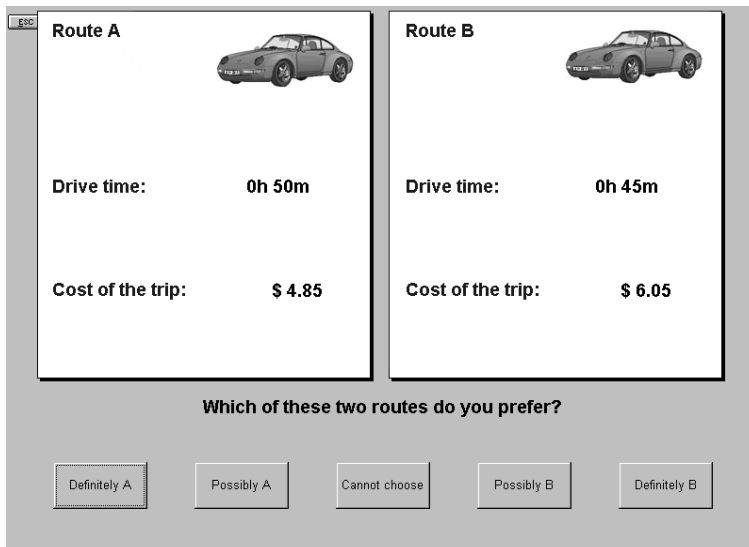 ESC
Route A
Drive time: 0h 50m
Cost of the trip: $ 4.85
Route B
Drive time: 0h 45m
Cost of the trip: $ 6.05
Which of these two routes do you prefer?
Definitely A
Possibly A
Cannot choose
Possibly B
Definitely B